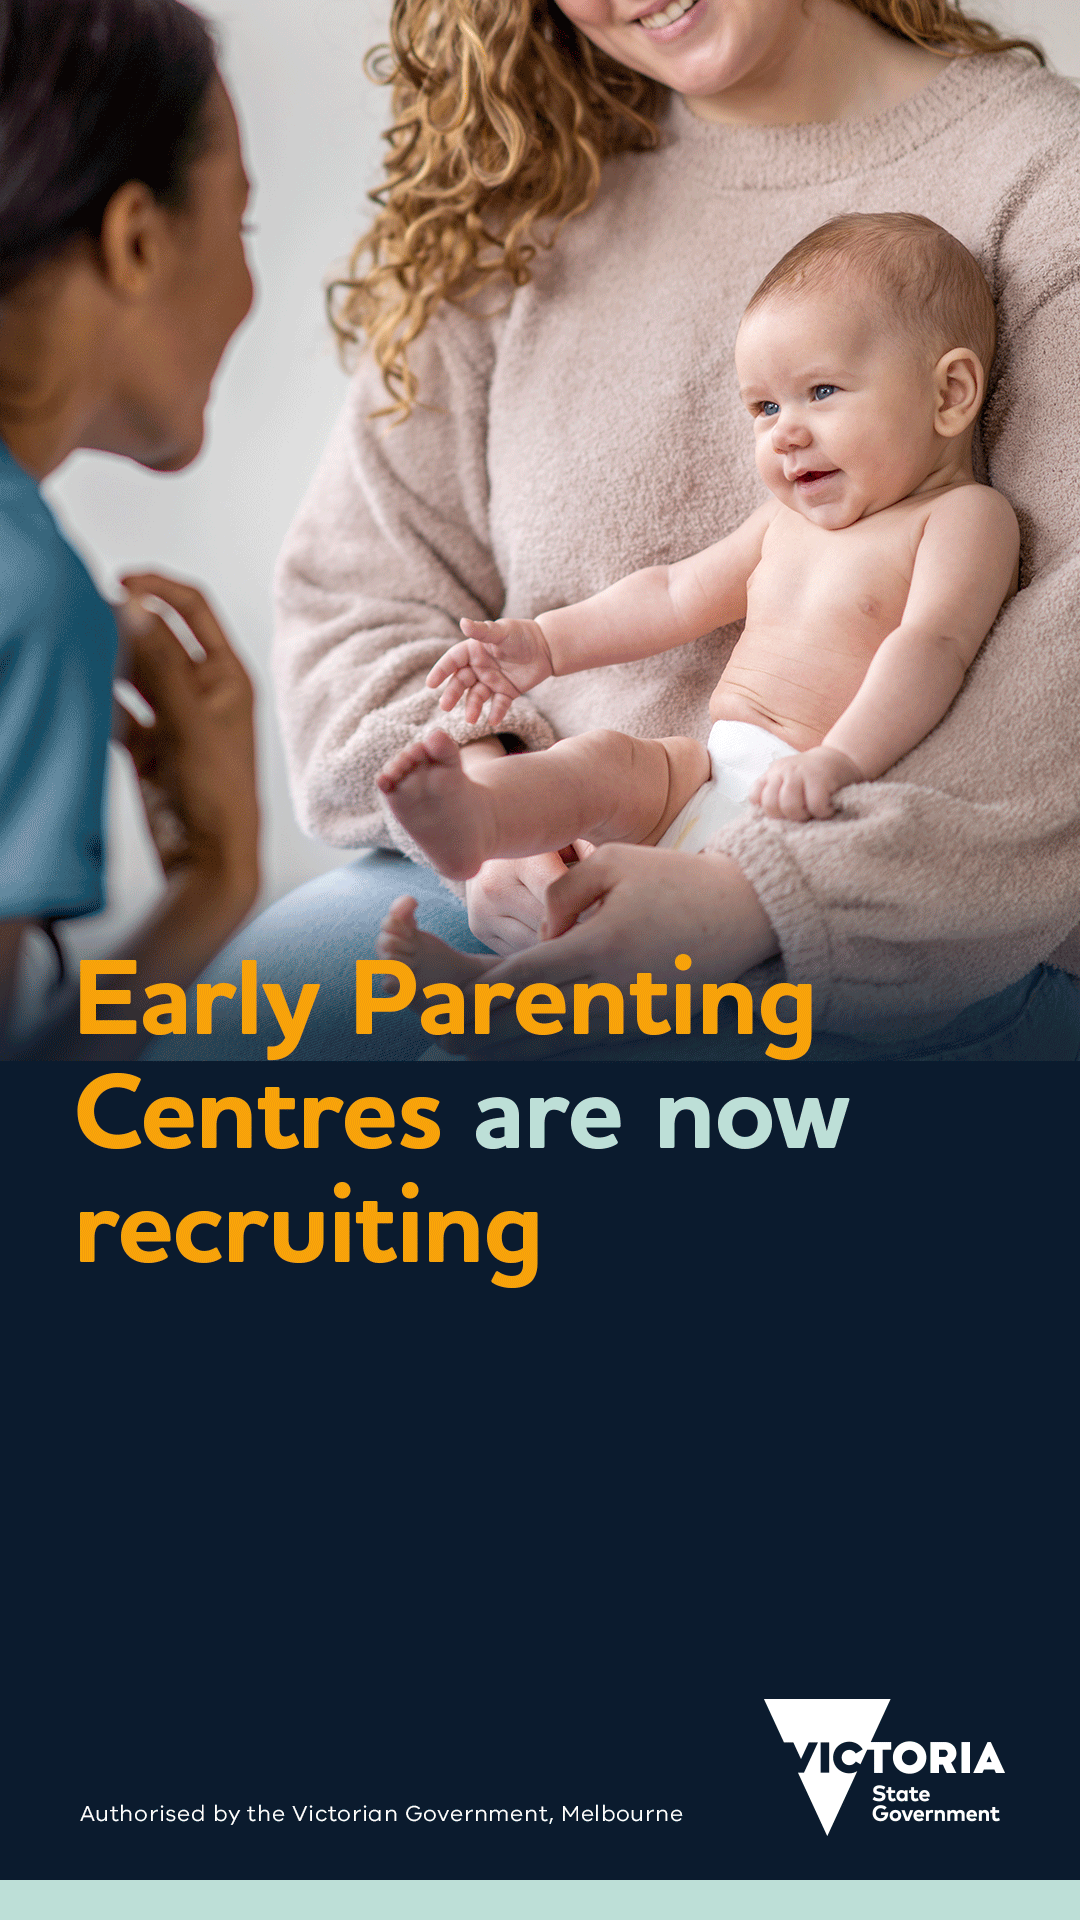 Early Parenting
Centres are now
recruiting
VICTORIA
State
Government
Authorised by the Victorian Government, Melbourne